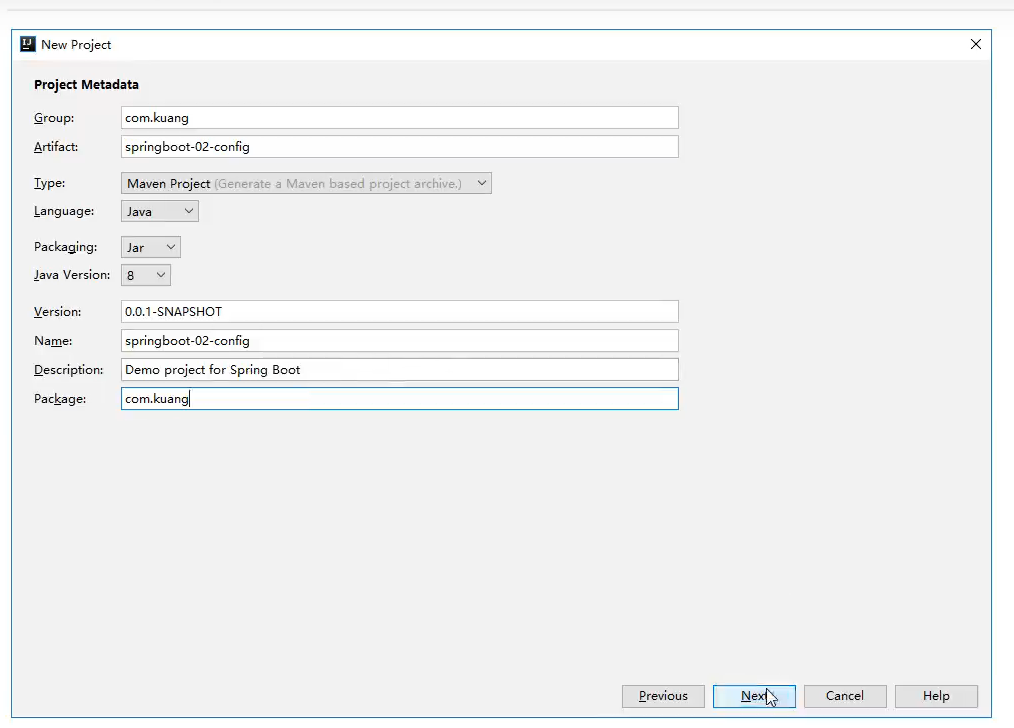 New Project
Project Metadata
Group: com.kuang
Artifact: springboot-02-config
Type: Maven Project (Generate a Maven based project archive.)
Language: Java
Packaging: Jar
Java Version: 8
Version: 0.0.1-SNAPSHOT
Name: springboot-02-config
Description: Demo project for Spring Boot
Package: com.kuang
Previous Next Cancel Help